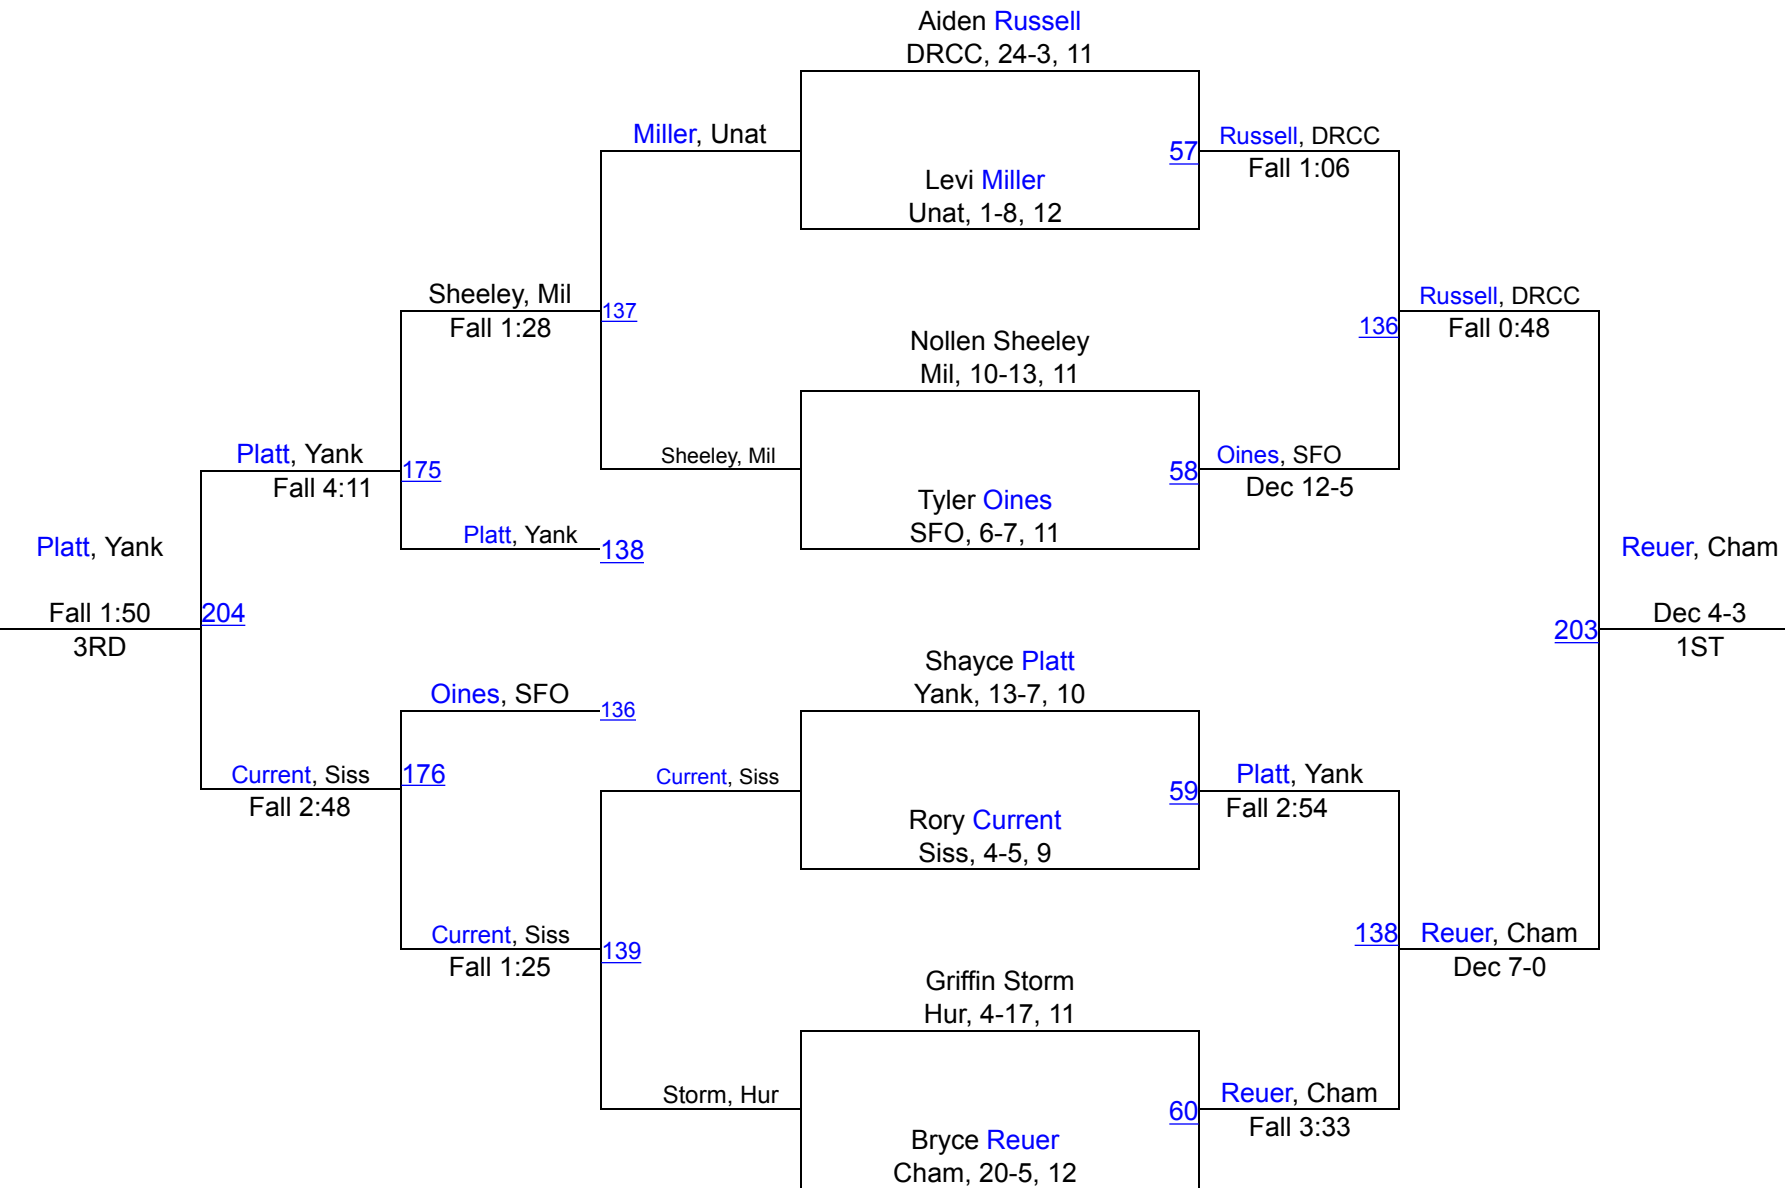 Aiden Russell
DRCC, 24-3, 11
Miller, Unat
57
Russell, DRCC
Fall 1:06
Levi Miller
Unat, 1-8, 12
Sheeley, Mil
Fall 1:28
137
Russell, DRCC
Fall 0:48
136
Nollen Sheeley
Mil, 10-13, 11
Platt, Yank
Fall 4:11
175
Sheeley, Mil
58
Oines, SFO
Dec 12-5
Tyler Oines
SFO, 6-7, 11
Platt, Yank
138
Platt, Yank
Fall 1:50
3RD
204
Reuer, Cham
Dec 4-3
1ST
203
Shayce Platt
Yank, 13-7, 10
Oines, SFO
136
Current, Siss
Fall 2:48
176
Current, Siss
59
Platt, Yank
Fall 2:54
Rory Current
Siss, 4-5, 9
Current, Siss
Fall 1:25
139
138
Reuer, Cham
Dec 7-0
Griffin Storm
Hur, 4-17, 11
Storm, Hur
60
Reuer, Cham
Fall 3:33
Bryce Reuer
Cham, 20-5, 12